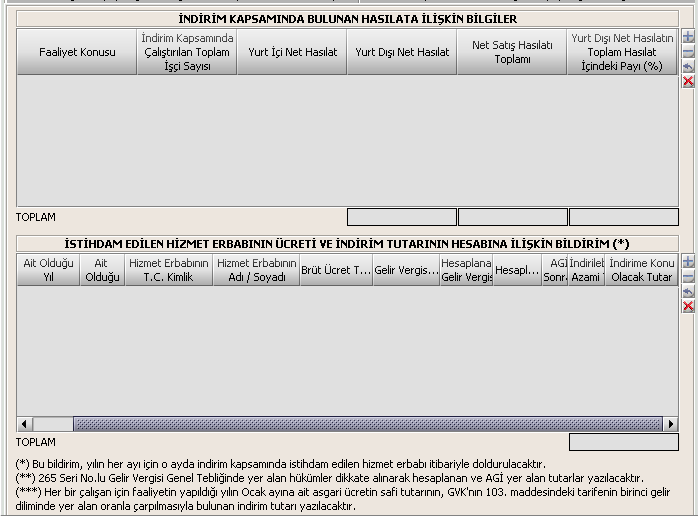 İNDİRİM KAPSAMINDA BULUNAN HASILATA İLİŞKİN BİLGİLER
Faaliyet Konusu
İndirim Kapsamında
Çalıştırılan Toplam
İşçi Sayısı
Yurt İçi Net Hasılat
Yurt Dışı Net Hasılat
Net Satış Hasılatı
Toplamı
Yurt Dışı Net Hasılatın
Toplam Hasılat
İçindeki Payı (%)
TOPLAM
İSTİHDAM EDİLEN HİZMET ERBABININ ÜCRETİ VE İNDİRİM TUTARININ HESABINA İLİŞKİN BİLDİRİM (*)
Ait Olduğu
Yıl
Ait
Olduğu
Hizmet Erbabının
T.C. Kimlik
Hizmet Erbabının
Adı / Soyadı
Brüt Ücret T...
Gelir Vergis...
Hesaplana
Gelir Vergis
Hesapl...
AGİ
Sonra
İndirilet
Azami
İndirime Konu
Olacak Tutar
TOPLAM
(*) Bu bildirim, yılın her ayı için o ayda indirim kapsamında istihdam edilen hizmet erbabı itibariyle doldurulacaktır.
(**) 265 Seri No.lu Gelir Vergisi Genel Tebliğinde yer alan hükümler dikkate alınarak hesaplanan ve AGİ yer alan tutarlar yazılacaktır.
(***) Her bir çalışan için faaliyetin yapıldığı yılın Ocak ayına ait asgari ücretin safi tutarının, GVK'nın 103. maddesindeki tarifenin birinci gelir
diliminde yer alan oranla çarpılmasıyla bulunan indirim tutarı yazılacaktır.